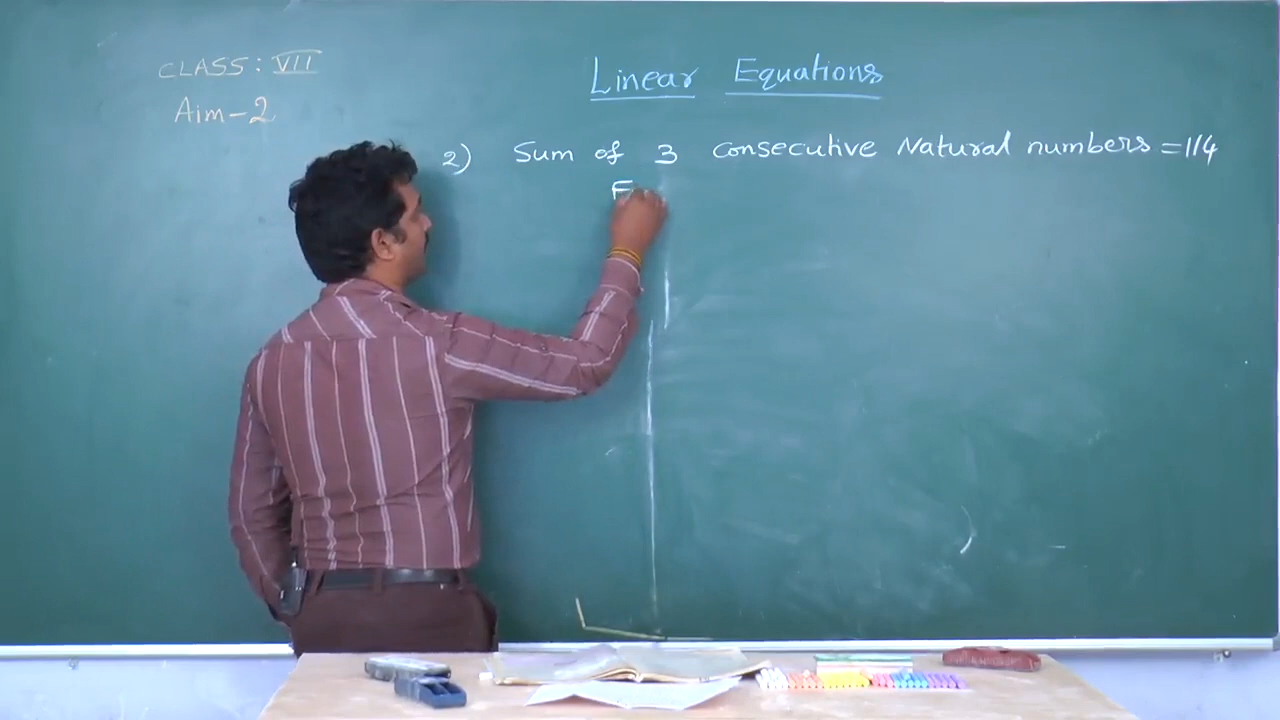 CLASS: VII
Aim-2
Linear Equations
2) Sum of 3 consecutive Natural numbers = 114